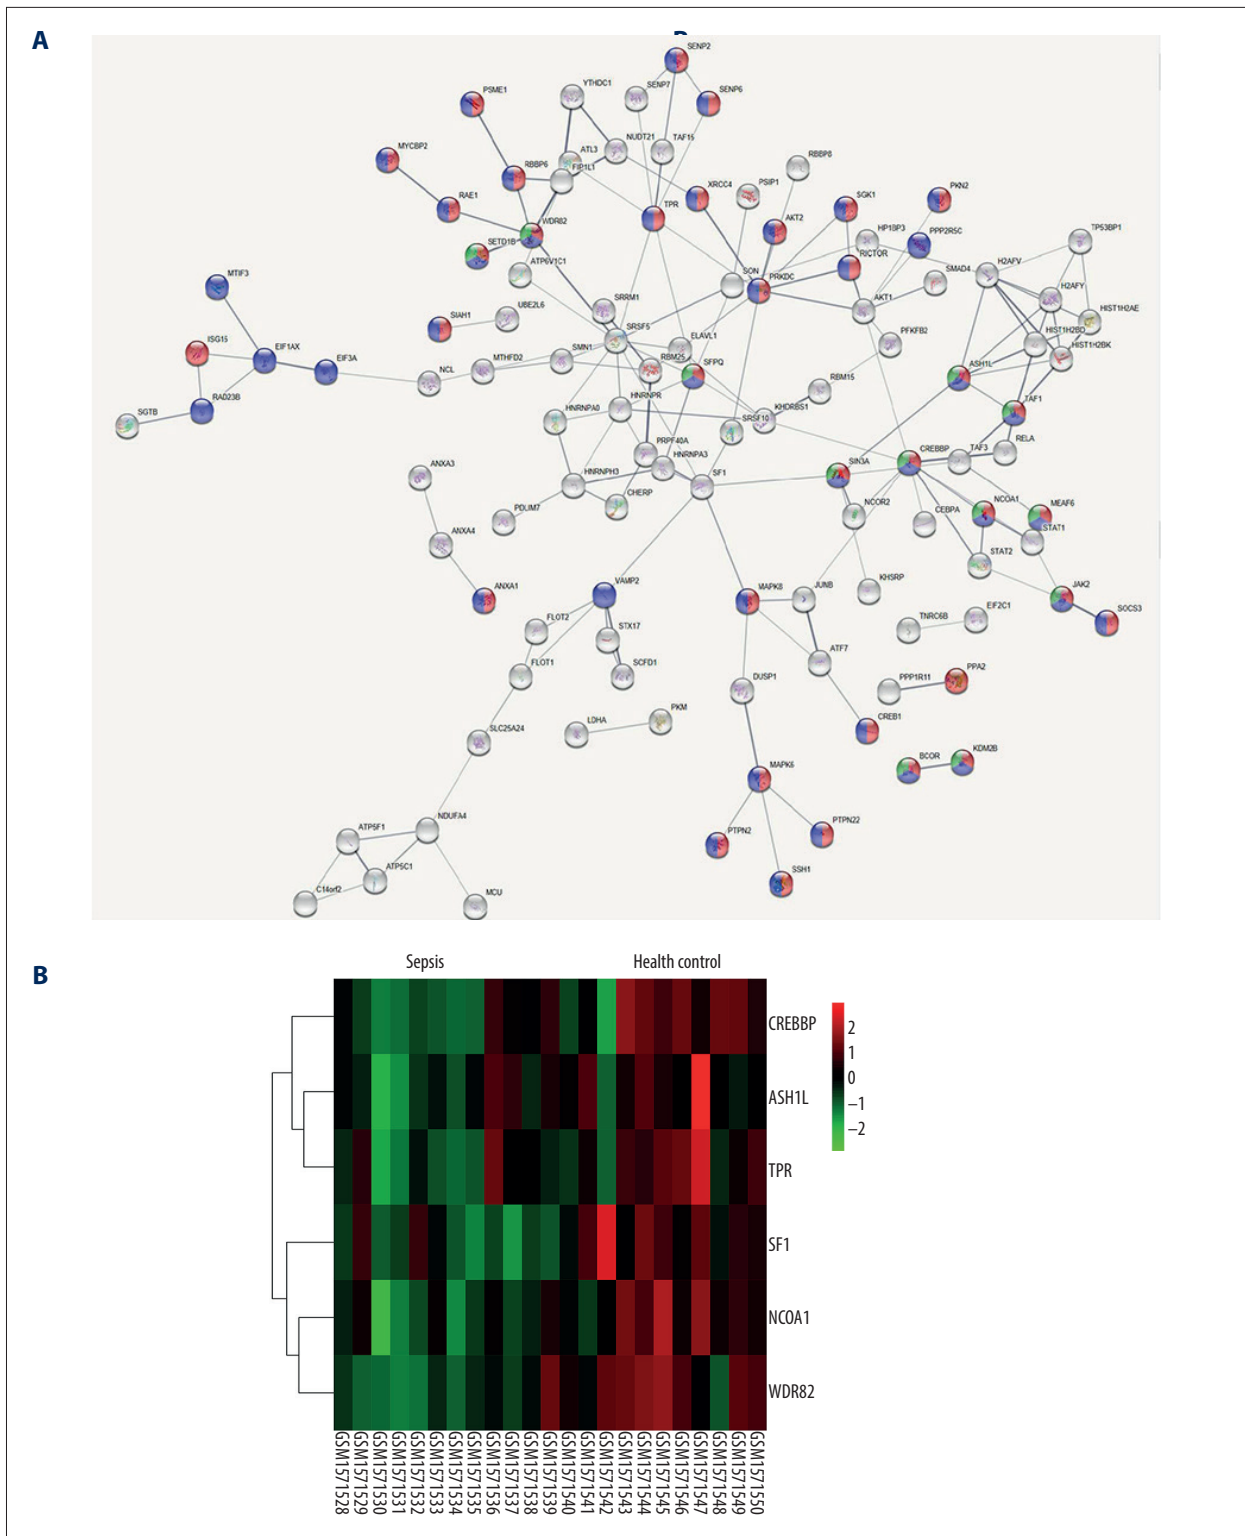 A
SENP2
YTHDC1
SENP7
PSME1
SENP6
NUDT21
TAF15
MYCBP2
ATL3
RBBP8
RBBP6
FIP1L1
XRCC4
PSIP1
RAE1
TPR
SGK1
PKN2
WDR82
AKT2
HP1BP3
PPP2R5C
TP53BP1
SETD1B
ATP6V1C1
SON
PRKDC
RICTOR
SMAD4
H2AFV
MTIF3
AKT1
H2AFY
SRRM1
UBE2L6
HIST1H2AE
SIAH1
SRSF5
ELAVL1
PFKFB2
HIST1H2BD
ISG15
EIF1AX
EIF3A
NCL
MTHFD2
SMN1
RBM25
SFPQ
HIST1H2BK
RBM15
ASH1L
RAD23B
HNRNPR
TAF1
SGTB
HNRNPA0
SRSF10
KHDRBS1
PRPF40A
HNRNPA3
CREBBP
TAF3
RELA
ANXA3
HNRNPH3
SF1
SIN3A
CHERP
PDLIM7
NCOR2
CEBPA
NCOA1
MEAF6
ANXA4
STAT1
STAT2
ANXA1
VAMP2
MAPK8
JUNB
KHSRP
JAK2
SOCS3
FLOT2
STX17
TNRC6B
EIF2C1
FLOT1
SCFD1
ATF7
DUSP1
PPP1R11
PPA2
SLC25A24
LDHA
PKM
CREB1
BCOR
KDM2B
MAPK6
NDUFA4
ATP5F1
PTPN2
PTPN22
ATP5C1
SSH1
C14orf2
MCU
B
Sepsis
Health control
CREBBP
ASH1L
TPR
SF1
NCOA1
WDR82
2
1
0
−1
−2
GSM1571528
GSM1571529
GSM1571530
GSM1571531
GSM1571532
GSM1571533
GSM1571534
GSM1571535
GSM1571536
GSM1571537
GSM1571538
GSM1571539
GSM1571540
GSM1571541
GSM1571542
GSM1571543
GSM1571544
GSM1571545
GSM1571546
GSM1571547
GSM1571548
GSM1571549
GSM1571550